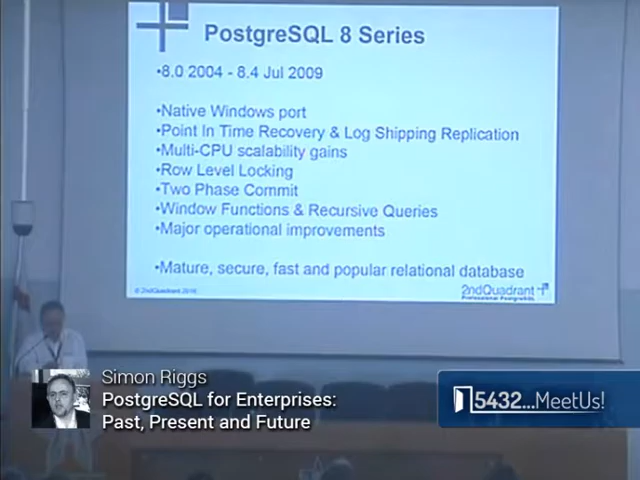 PostgreSQL 8 Series
•8.0 2004 - 8.4 Jul 2009
•Native Windows port
•Point In Time Recovery & Log Shipping Replication
•Multi-CPU scalability gains
•Row Level Locking
•Two Phase Commit
•Window Functions & Recursive Queries
•Major operational improvements
•Mature, secure, fast and popular relational database
2ndQuadrant
Professional PostgreSQL
Simon Riggs
PostgreSQL for Enterprises:
Past, Present and Future
5432...MeetUs!